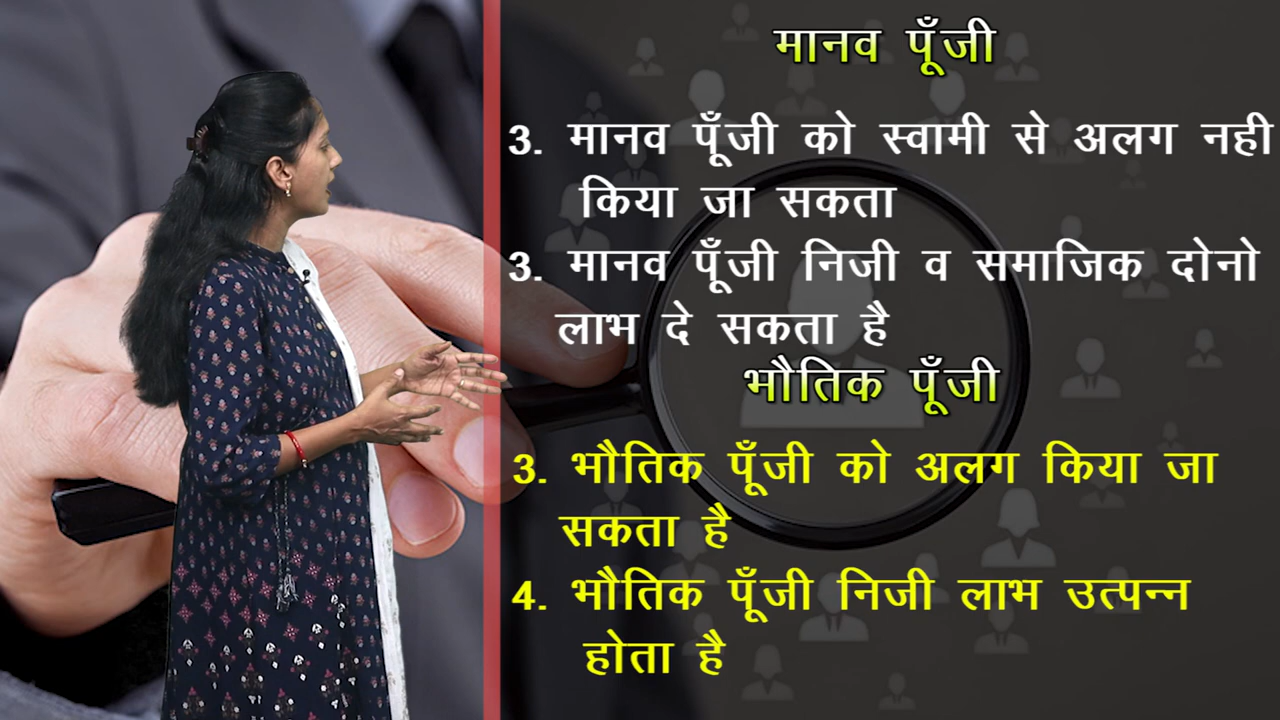 मानव पूँजी
3. मानव पूँजी को स्वामी से अलग नही
किया जा सकता
3. मानव पूँजी निजी व समाजिक दोनो
लाभ दे सकता है
भौतिक पूँजी
3. भौतिक पूँजी को अलग किया जा
सकता है
4. भौतिक पूँजी निजी लाभ उत्पन्न
होता है